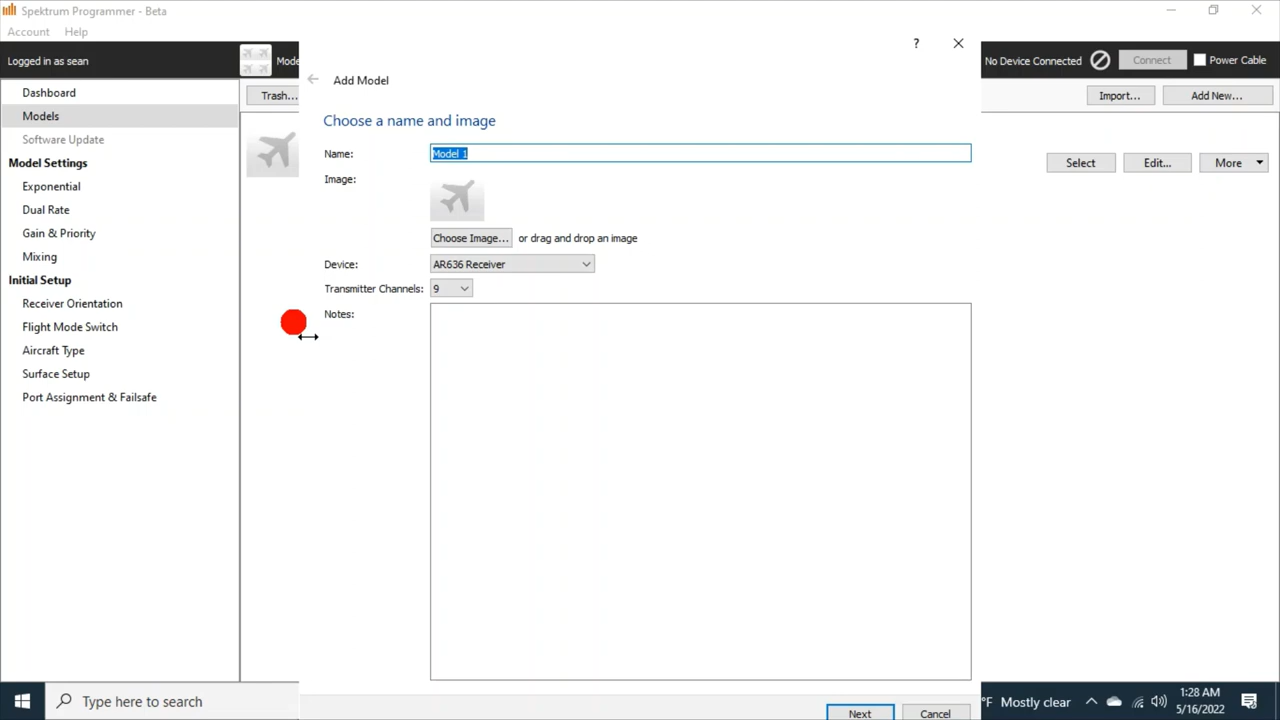 Spektrum Programmer - Beta
Account Help
Logged in as sean
Mode
No Device Connected
Connect
Power Cable
Dashboard
Models
Software Update
Model Settings
Exponential
Dual Rate
Gain & Priority
Mixing
Initial Setup
Receiver Orientation
Flight Mode Switch
Aircraft Type
Surface Setup
Port Assignment & Failsafe
Trash...
Import...
Add New...
Select
Edit...
More
?
Add Model
Choose a name and image
Name: Model 1
Image:
Choose Image... or drag and drop an image
Device: AR636 Receiver
Transmitter Channels: 9
Notes:
Next
Cancel
Type here to search
°F Mostly clear
1:28 AM
5/16/2022